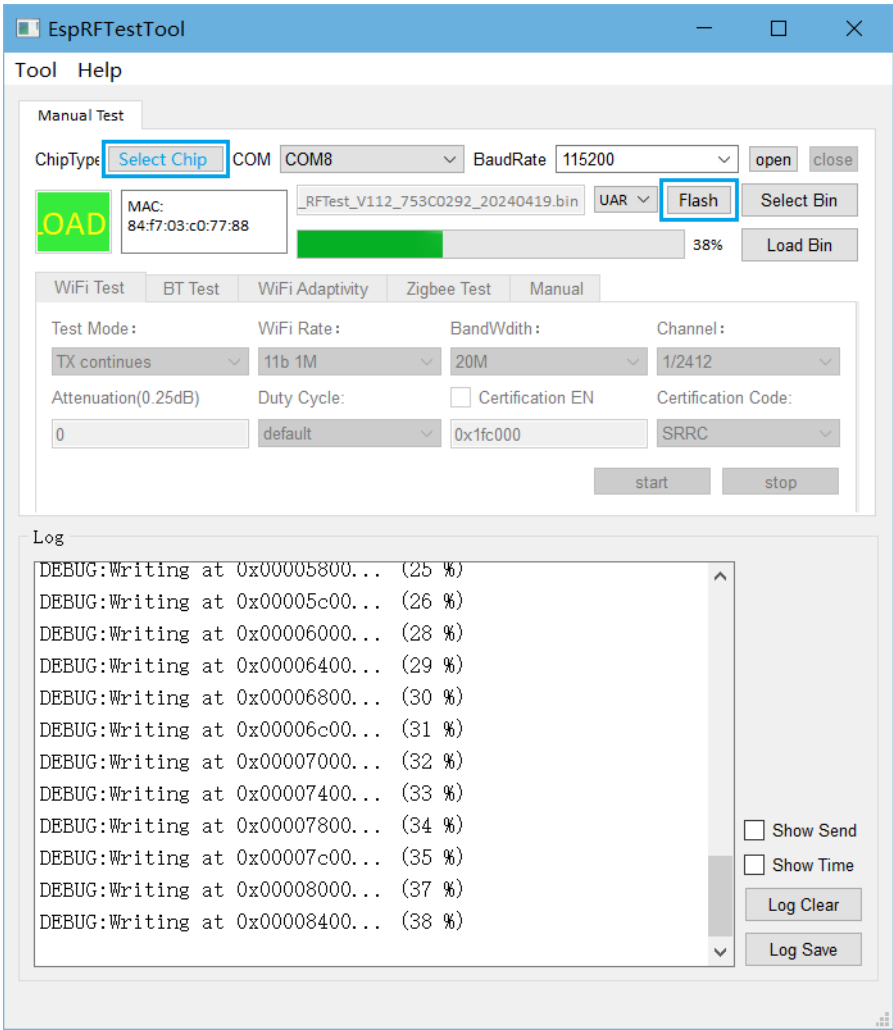 EspRFTestTool
Tool Help
Manual Test
ChipType Select Chip COM COM8 BaudRate 115200 open close
LOAD MAC: _RFTest_V112_753C0292_20240419.bin UAR Flash Select Bin
84:f7:03:c0:77:88
38% Load Bin
WiFi Test BT Test WiFi Adaptivity Zigbee Test Manual
Test Mode: WiFi Rate: BandWdith: Channel:
TX continues 11b 1M 20M 1/2412
Attenuation(0.25dB) Duty Cycle: Certification EN Certification Code:
0 default 0x1fc000 SRRC
start stop
Log
DEBUG:Writing at 0x00005800... (25 %)
DEBUG:Writing at 0x00005c00... (26 %)
DEBUG:Writing at 0x00006000... (28 %)
DEBUG:Writing at 0x00006400... (29 %)
DEBUG:Writing at 0x00006800... (30 %)
DEBUG:Writing at 0x00006c00... (31 %)
DEBUG:Writing at 0x00007000... (32 %)
DEBUG:Writing at 0x00007400... (33 %)
DEBUG:Writing at 0x00007800... (34 %)
DEBUG:Writing at 0x00007c00... (35 %)
DEBUG:Writing at 0x00008000... (37 %)
DEBUG:Writing at 0x00008400... (38 %)
Show Send
Show Time
Log Clear
Log Save